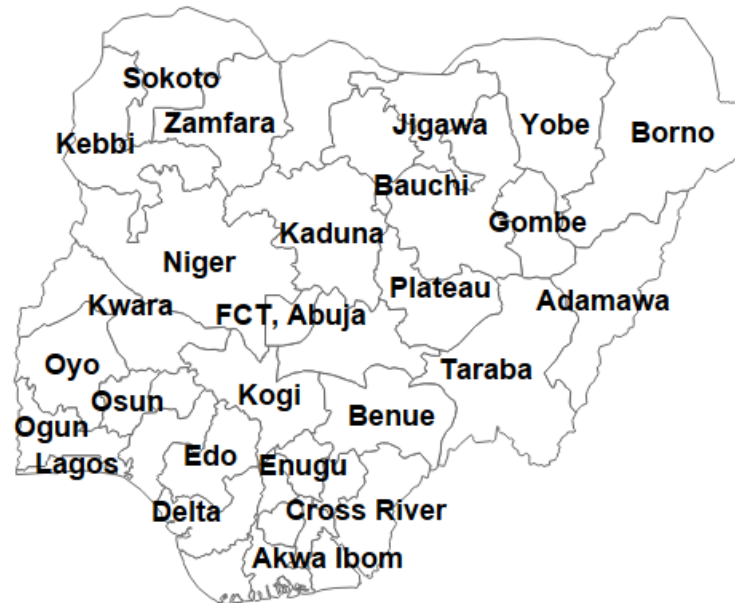 Sokoto
Zamfara
Jigawa
Yobe
Borno
Kebbi
Bauchi
Gombe
Kaduna
Niger
Plateau
Adamawa
Kwara
FCT, Abuja
Oyo
Taraba
Osun
Kogi
Benue
Ogun
Lagos
Edo
Enugu
Delta
Cross River
Akwa Ibom